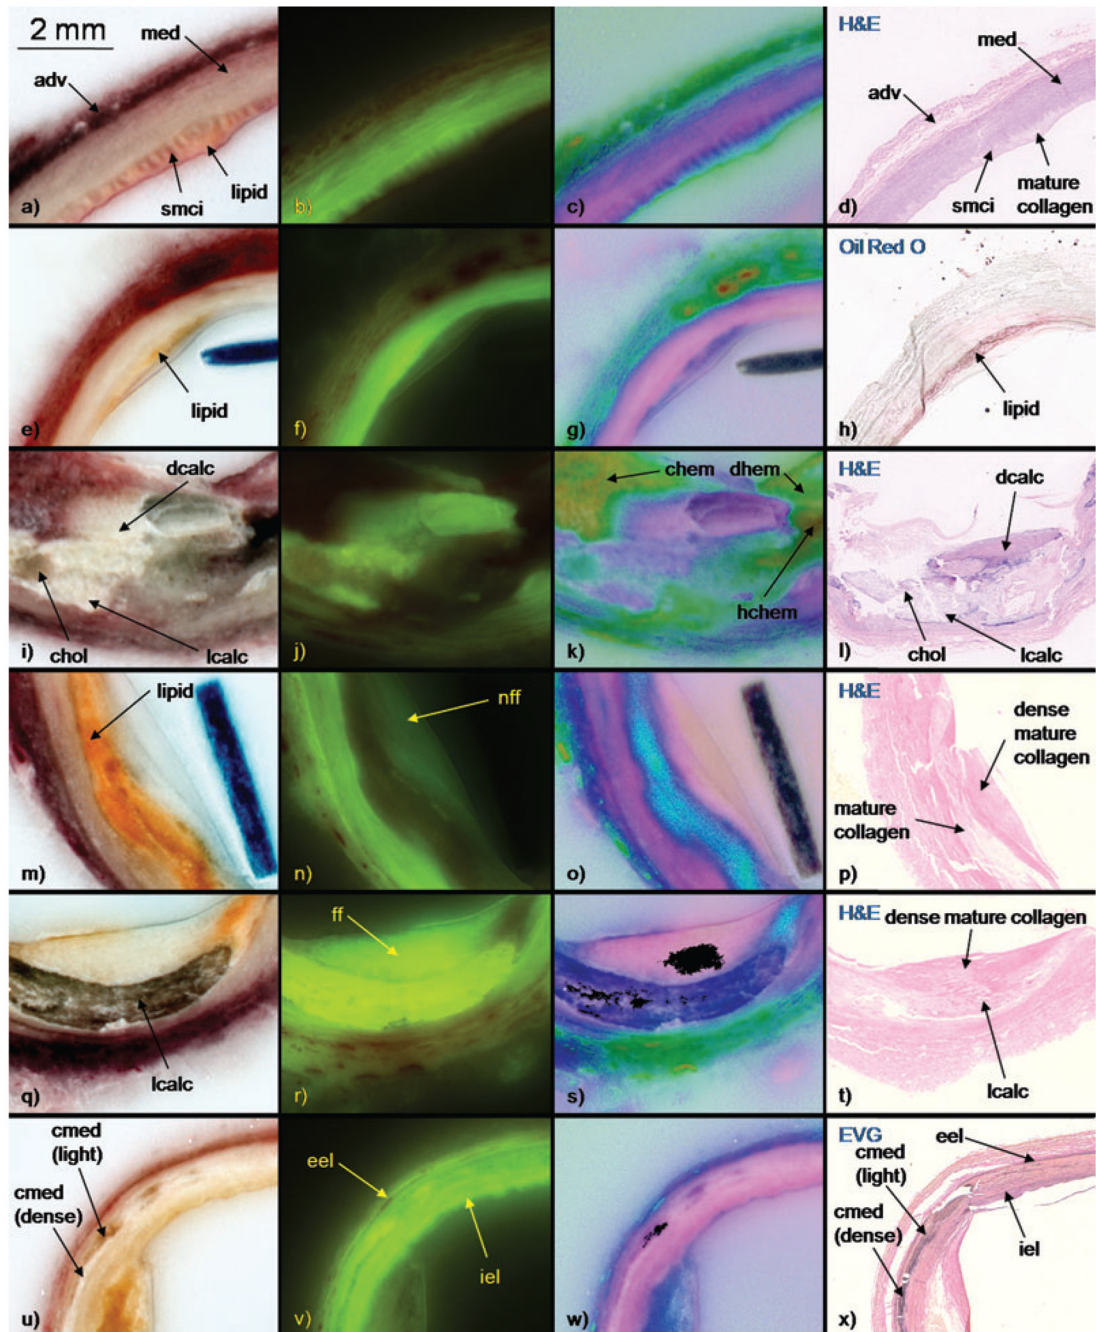 2 mm
med
adv
lipid
smci
a)
b)
c)
H&E
med
adv
mature
collagen
smci
d)
lipid
e)
f)
g)
Oil Red O
lipid
h)
dcalc
chol
lcalc
i)
j)
chem
dhem
hchem
k)
H&E
dcalc
chol
lcalc
l)
lipid
m)
nff
n)
o)
H&E
dense
mature
collagen
mature
collagen
p)
lcalc
q)
ff
r)
s)
H&E
dense mature collagen
lcalc
t)
cmed
(light)
cmed
(dense)
u)
eel
iel
v)
w)
EVG
eel
cmed
(light)
cmed
(dense)
iel
x)